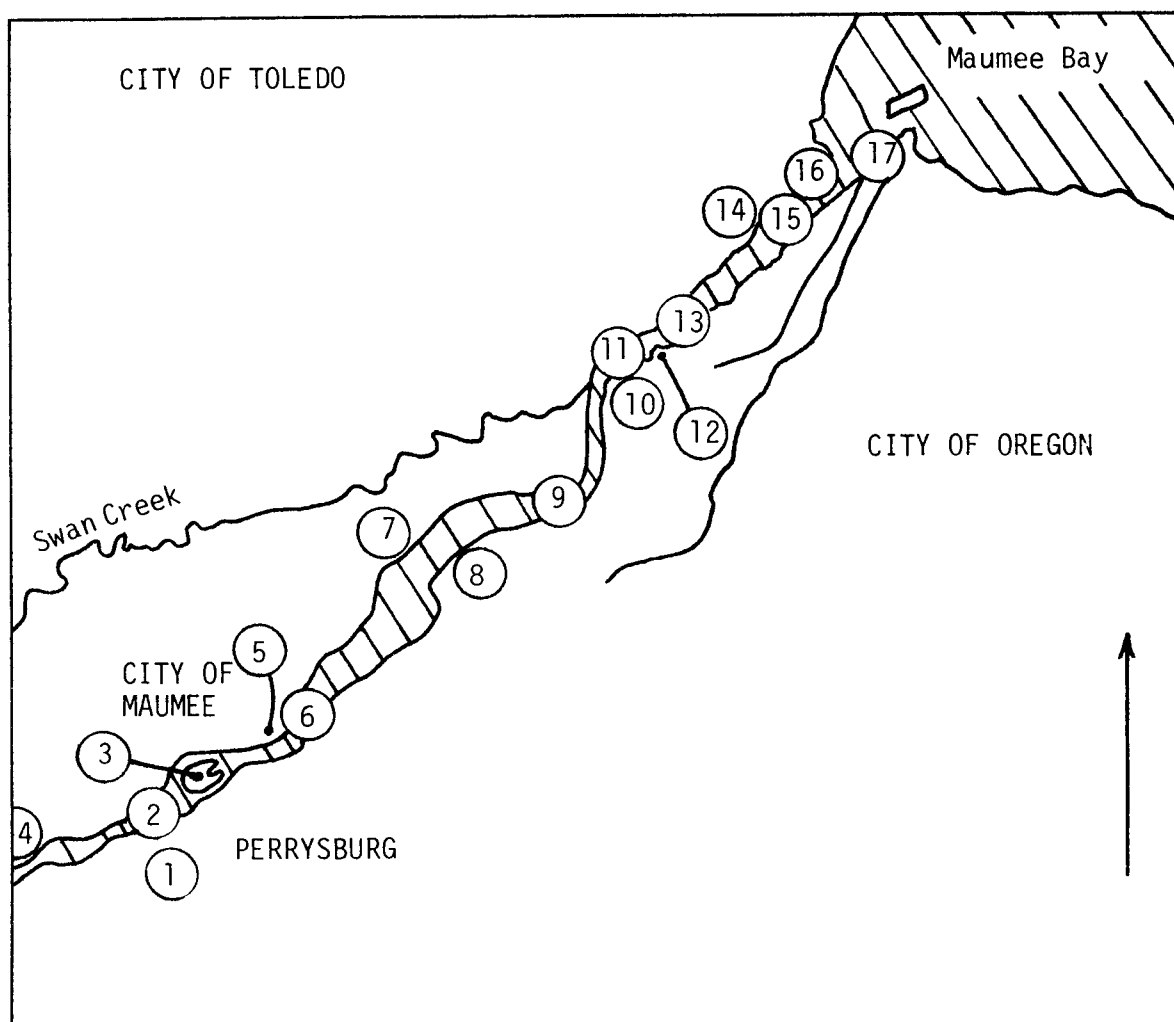 CITY OF TOLEDO
Maumee Bay
17
16
14
15
13
11
10
12
CITY OF OREGON
Swan Creek
9
7
8
5
CITY OF
MAUMEE
6
3
2
4
PERRYSBURG
1